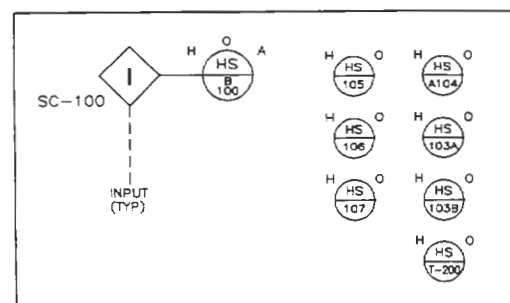 H O A
HS
B
100
I
SC-100
INPUT
(TYP)
H O
HS
105
H O
HS
A104
H O
HS
106
H O
HS
103A
H O
HS
107
H O
HS
103B
H O
HS
T-200